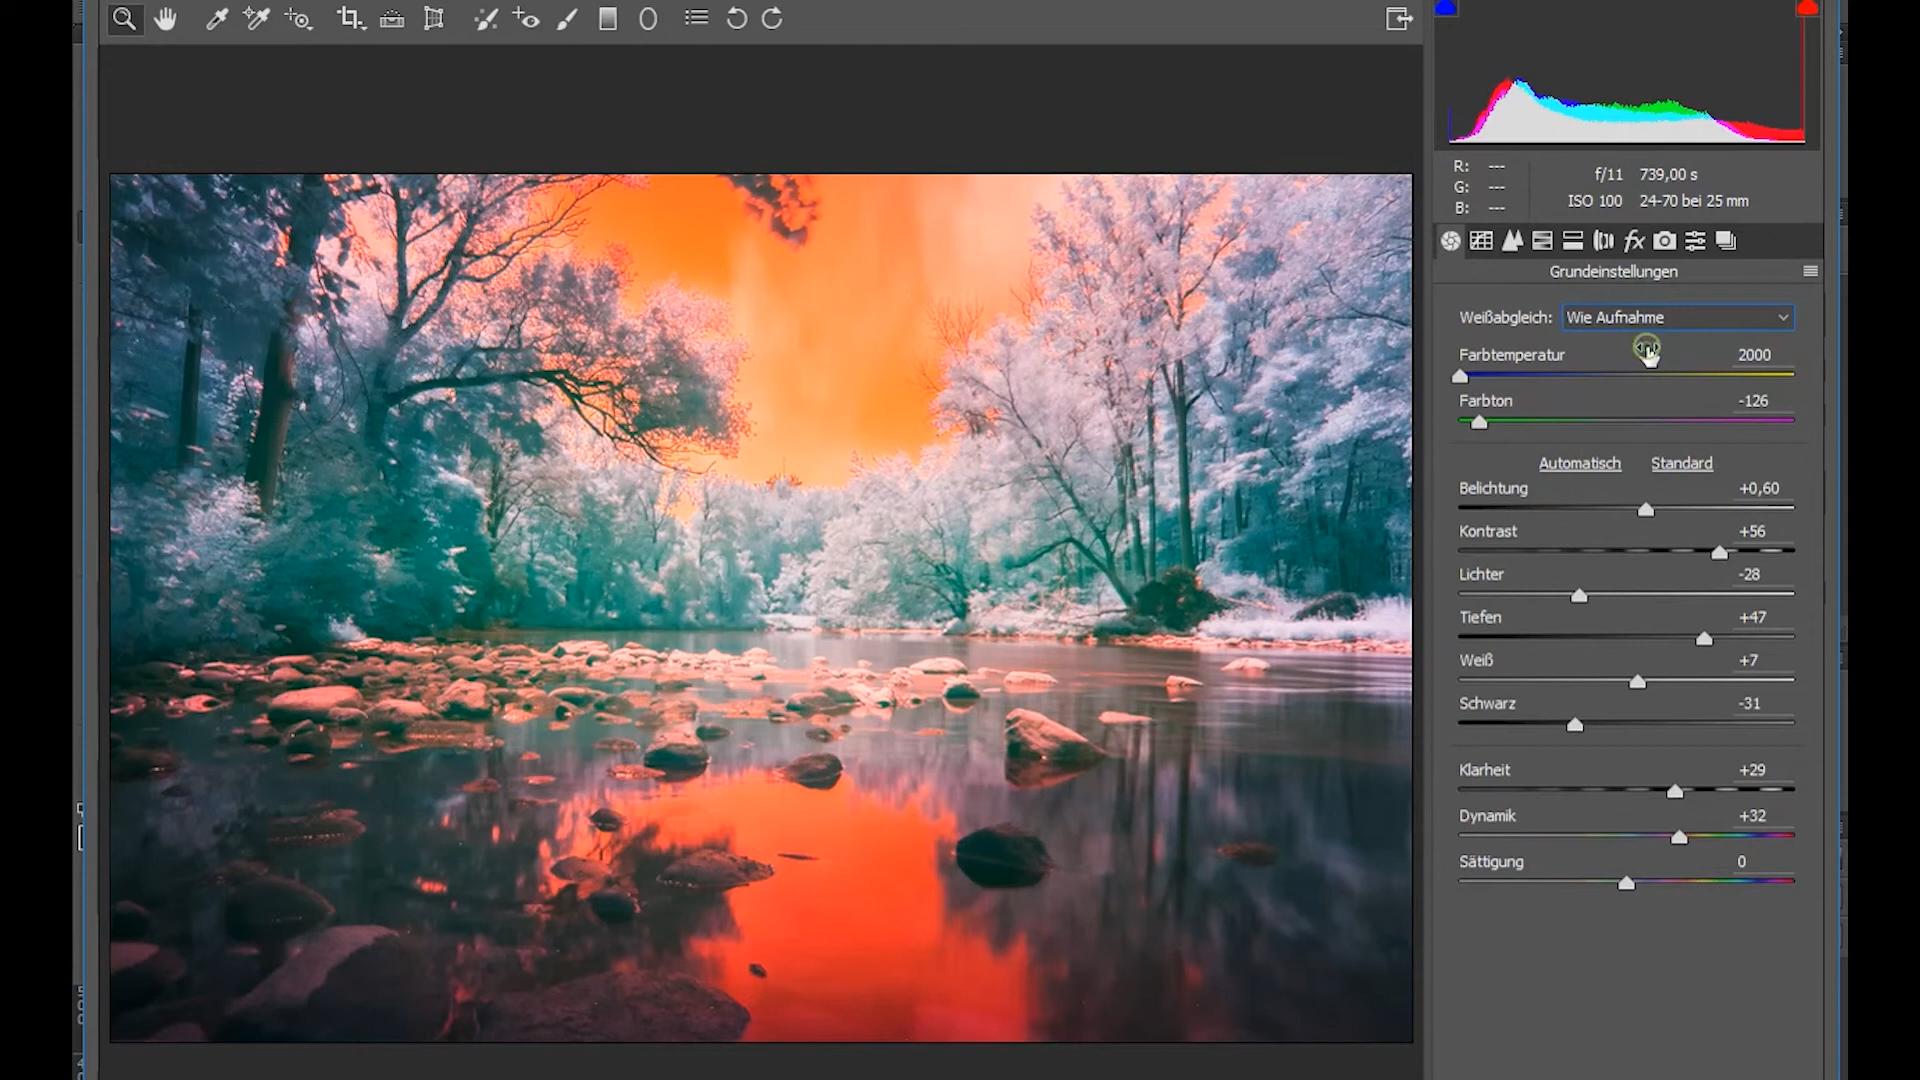 R: ---
G: ---
B: ---
f/11 739,00 s
ISO 100 24-70 bei 25 mm
fx
Grundeinstellungen
Weißabgleich: Wie Aufnahme
Farbtemperatur 2000
Farbton -126
Automatisch Standard
Belichtung +0,60
Kontrast +56
Lichter -28
Tiefen +47
Weiß +7
Schwarz -31
Klarheit +29
Dynamik +32
Sättigung 0